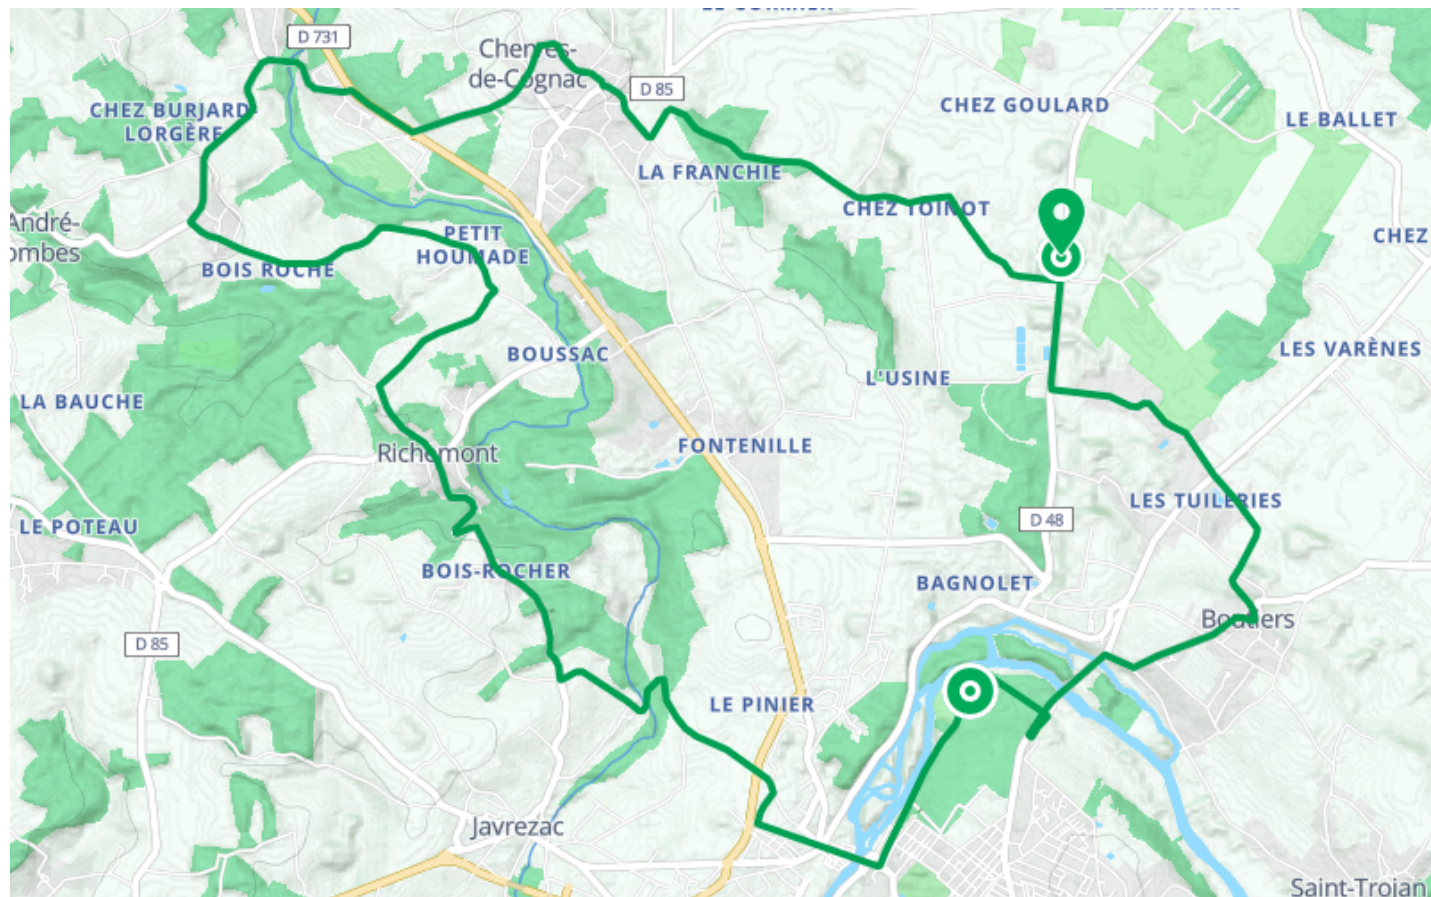 D 731
Cherves-
de-Cognac
D 85
CHEZ BURJARD-
LORGÈRE
CHEZ GOULARD
LE BALLET
LA FRANCHIE
CHEZ TOINOT
André-
ombes
PETIT
HOUMADE
CHEZ
BOIS ROCHE
BOUSSAC
LES VARÈNES
L'USINE
LA BAUCHE
Richemont
FONTENILLE
LES TUILERIES
LE POTEAU
D 48
BOIS-ROCHER
BAGNOLET
Boutiers
D 85
LE PINIER
Javrezac
Saint-Trojan